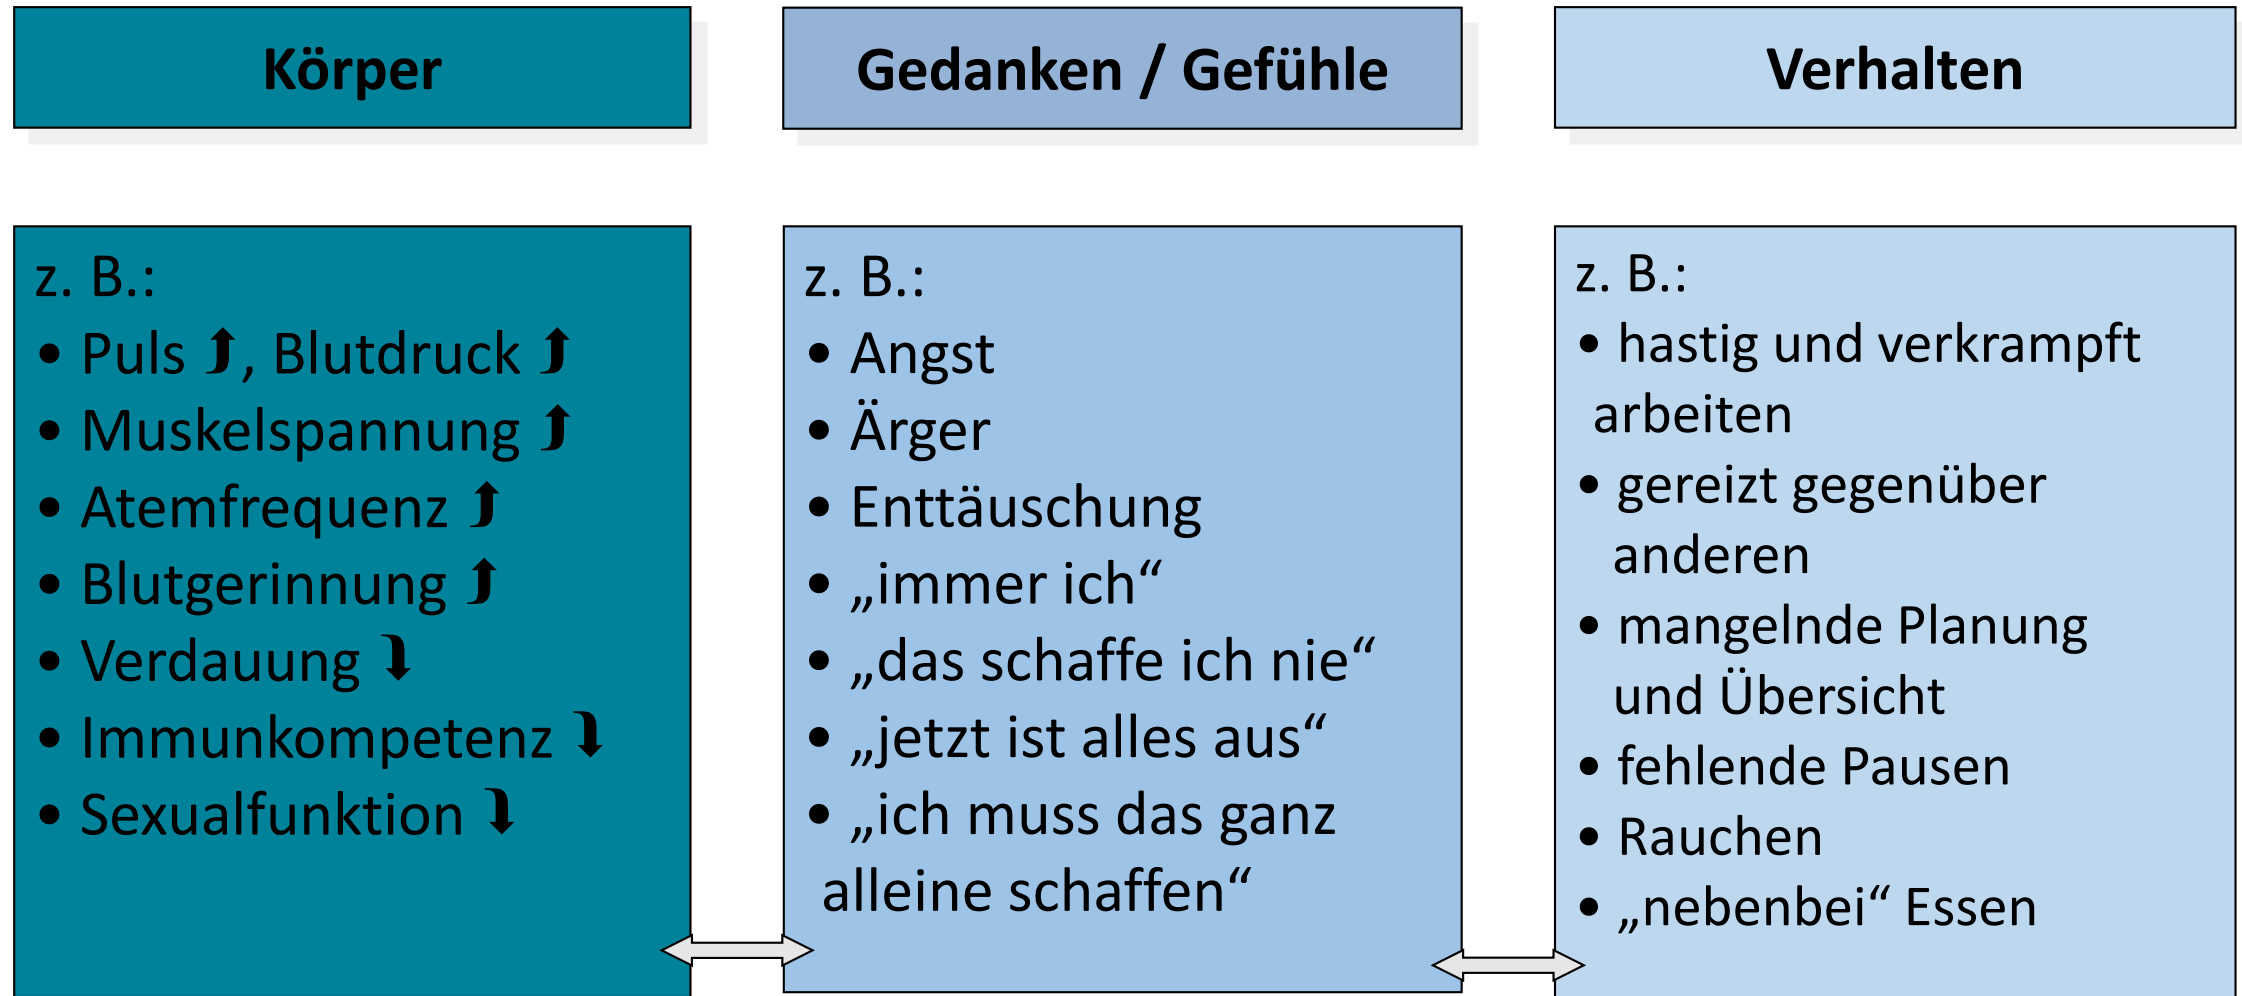 Körper
z. B.:
• Puls ⮥, Blutdruck ⮥
• Muskelspannung ⮥
• Atemfrequenz ⮥
• Blutgerinnung ⮥
• Verdauung ⮧
• Immunkompetenz ⮧
• Sexualfunktion ⮧
Gedanken / Gefühle
z. B.:
• Angst
• Ärger
• Enttäuschung
• „immer ich“
• „das schaffe ich nie“
• „jetzt ist alles aus“
• „ich muss das ganz
alleine schaffen“
Verhalten
z. B.:
• hastig und verkrampft
arbeiten
• gereizt gegenüber
anderen
• mangelnde Planung
und Übersicht
• fehlende Pausen
• Rauchen
• „nebenbei“ Essen